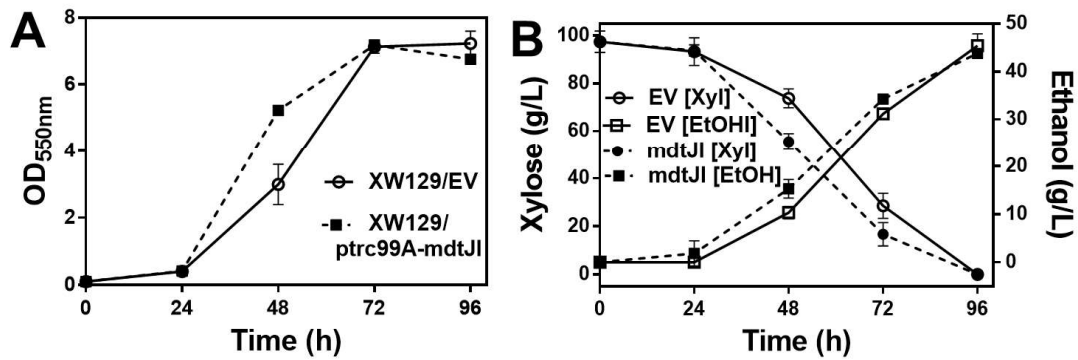 A
8
6
4
2
0
OD550nm
XW129/EV
XW129/
ptrc99A-mdtJI
0 24 48 72 96
Time (h)
B
100
80
60
40
20
0
Xylose (g/L)
EV [Xyl]
EV [EtOHI]
mdtJI [Xyl]
mdtJI [EtOH]
50
40
30
20
10
0
Ethanol (g/L)
0 24 48 72 96
Time (h)